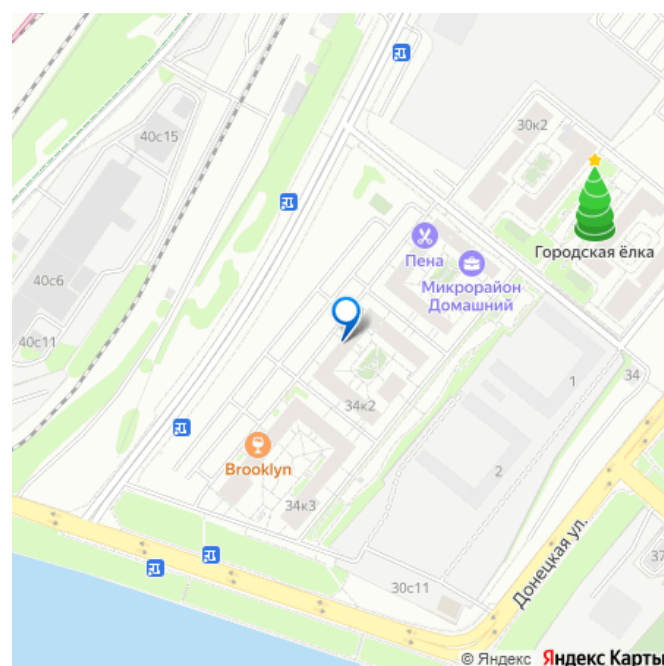 40с15
30к2
Городская ёлка
Пена
Микрорайон
Домашний
40с6
40с11
1
34
34к2
2
Brooklyn
34к3
Донецкая ул.
37
30с11
© Яндекс Яндекс Карты